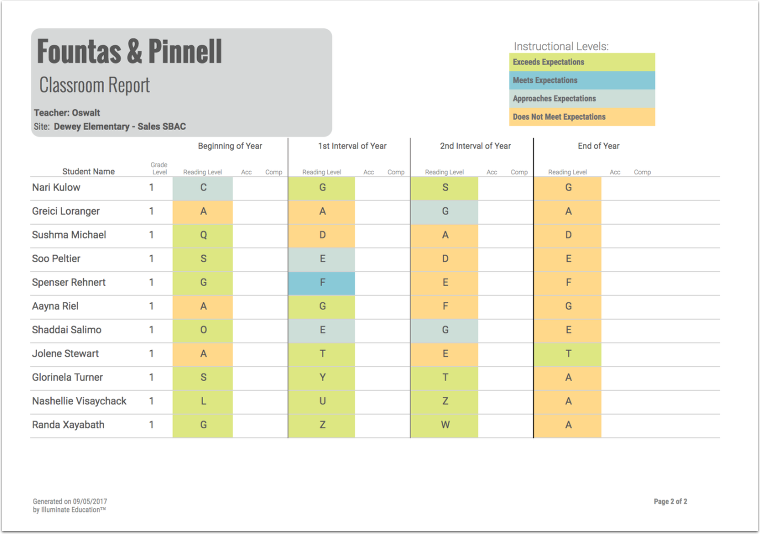 Fountas & Pinnell
Classroom Report
Teacher: Oswalt
Site: Dewey Elementary - Sales SBAC
Instructional Levels:
Exceeds Expectations
Meets Expectations
Approaches Expectations
Does Not Meet Expectations
Beginning of Year 1st Interval of Year 2nd Interval of Year End of Year
Student Name Grade Level Reading Level Acc Comp Reading Level Acc Comp Reading Level Acc Comp Reading Level Acc Comp
Nari Kulow 1 C G S G
Greici Loranger 1 A A G A
Sushma Michael 1 Q D A D
Soo Peltier 1 S E D E
Spenser Rehnert 1 G F E F
Aayna Riel 1 A G F G
Shaddai Salimo 1 O E G E
Jolene Stewart 1 A T E T
Glorinela Turner 1 S Y T A
Nashellie Visaychack 1 L U Z A
Randa Xayabath 1 G Z W A
Generated on 09/05/2017
by Illuminate Education™
Page 2 of 2